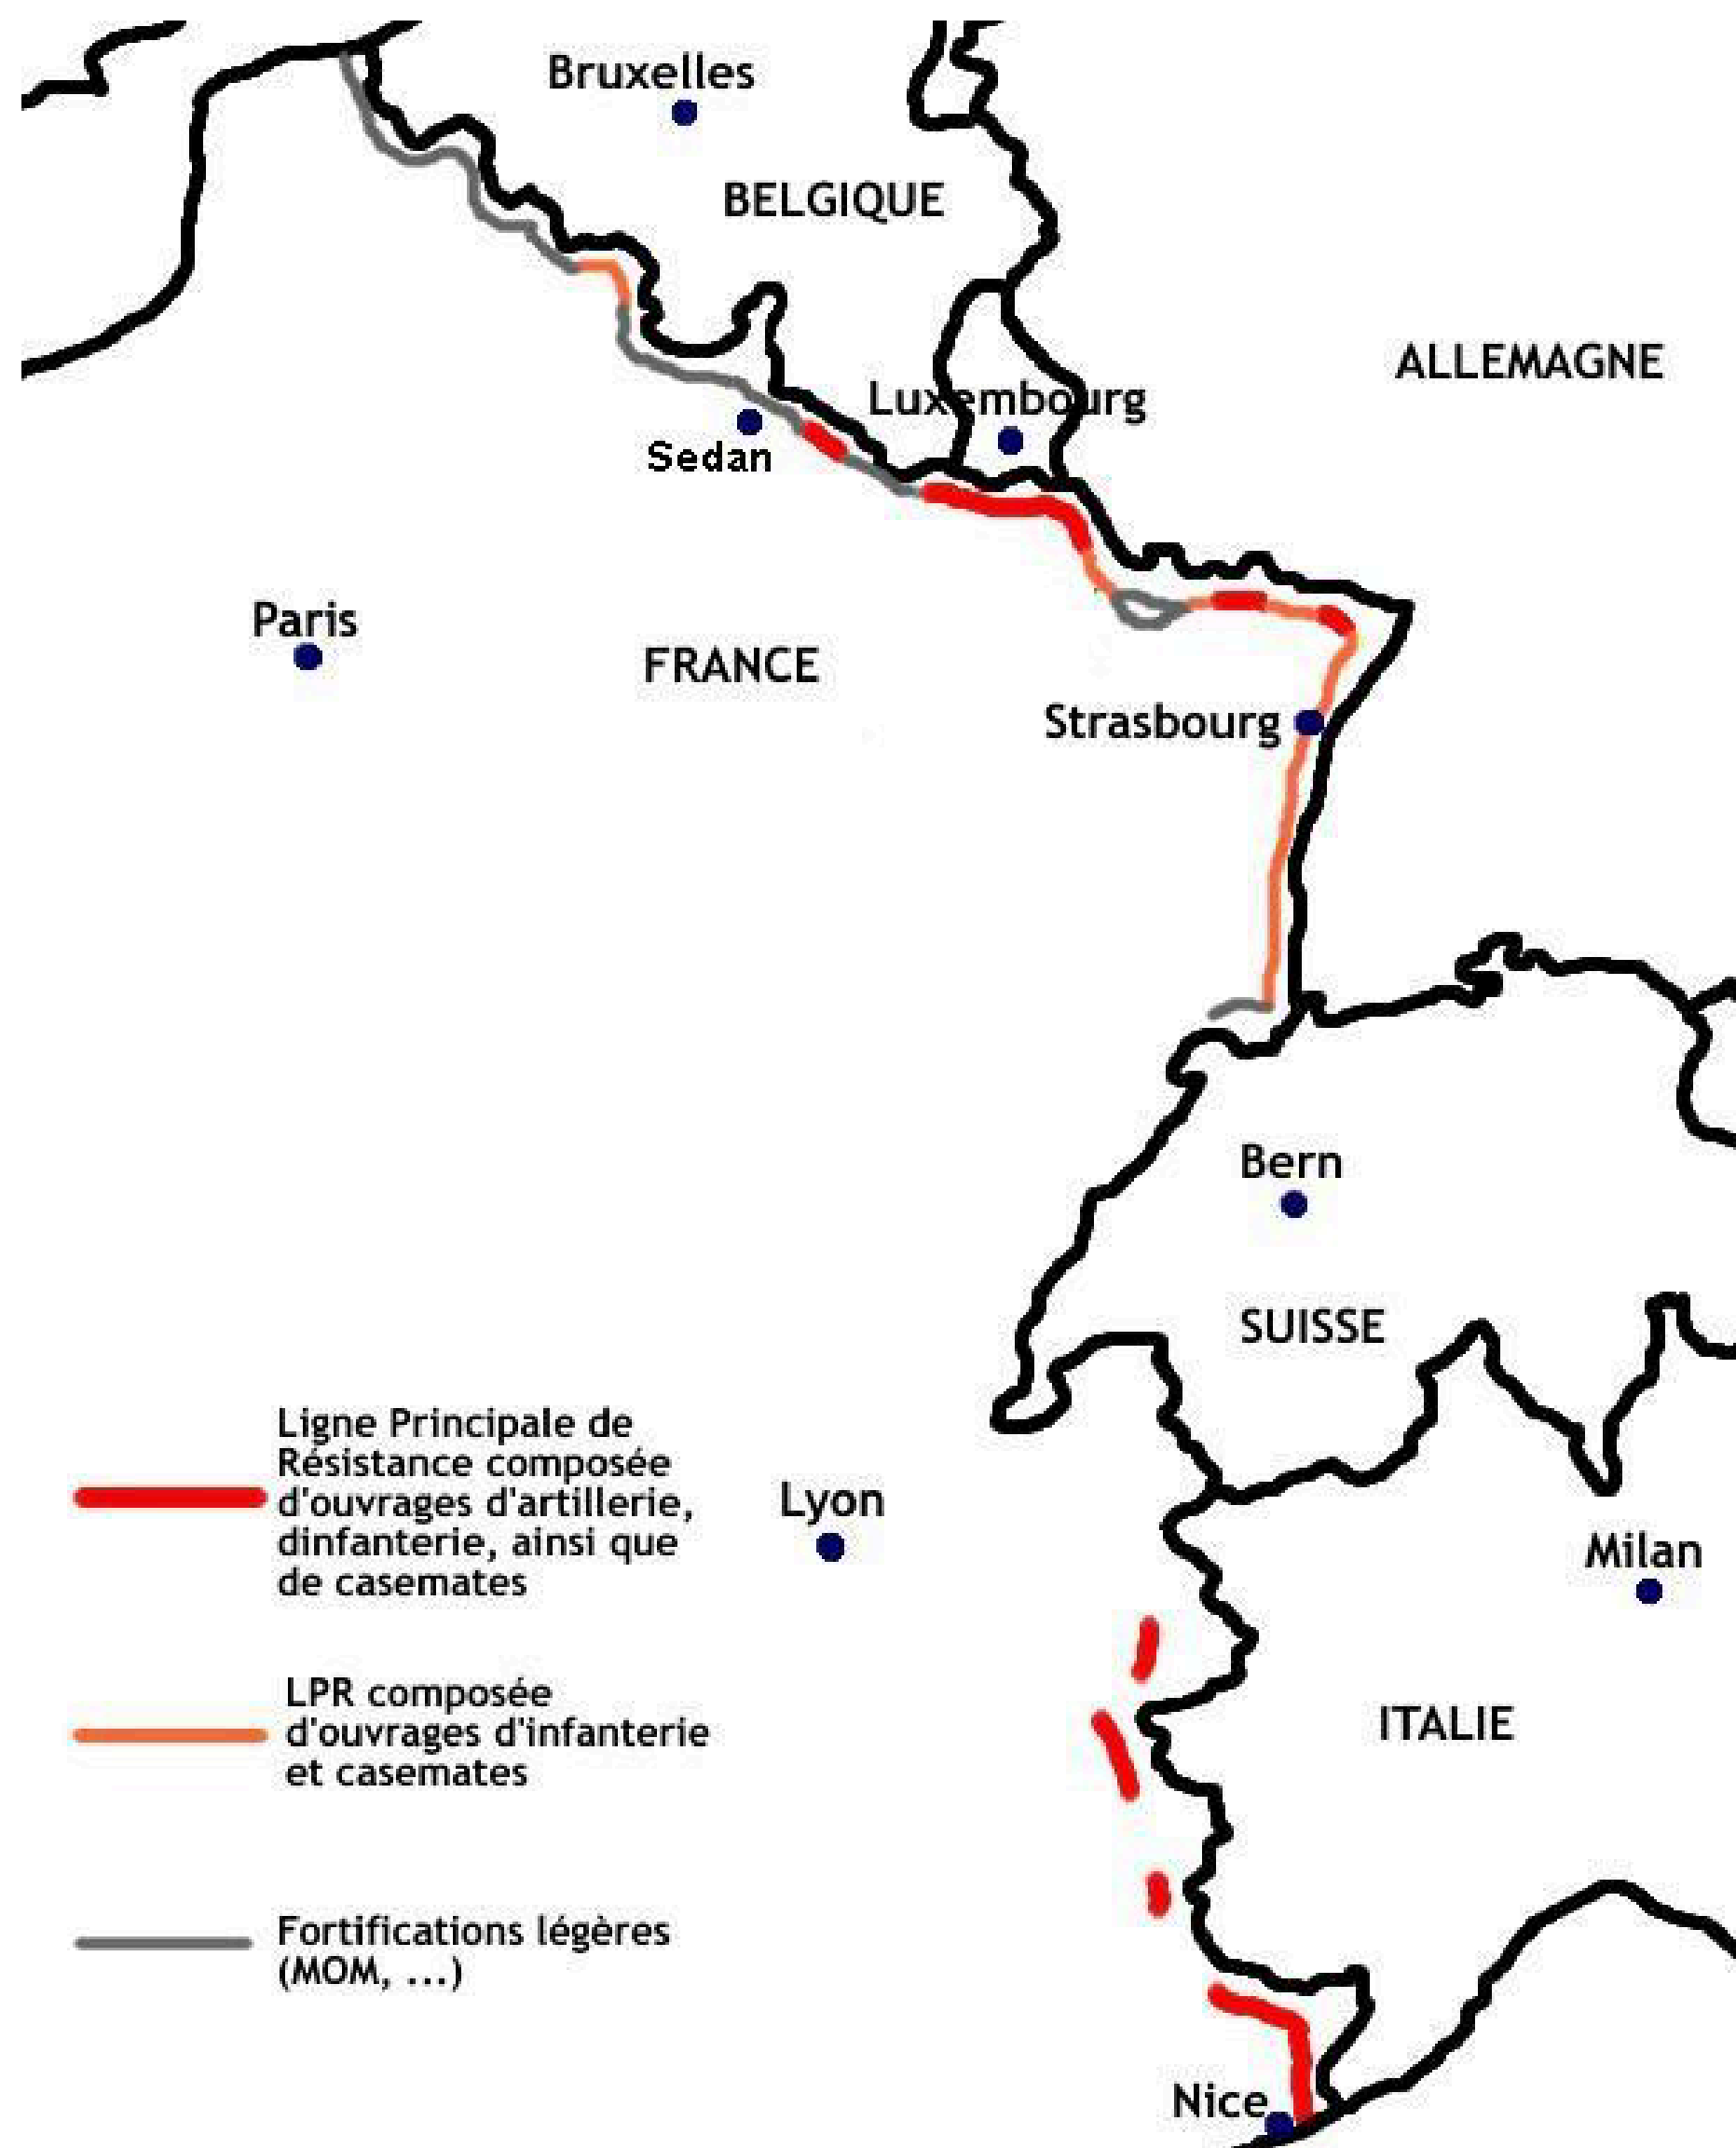 Bruxelles
BELGIQUE
ALLEMAGNE
Luxembourg
Sedan
Paris
FRANCE
Strasbourg
Bern
SUISSE
Ligne Principale de
Résistance composée
d'ouvrages d'artillerie,
dinfanterie, ainsi que
de casemates
Lyon
Milan
LPR composée
d'ouvrages d'infanterie
et casemates
ITALIE
Fortifications légères
(MOM, ...)
Nice